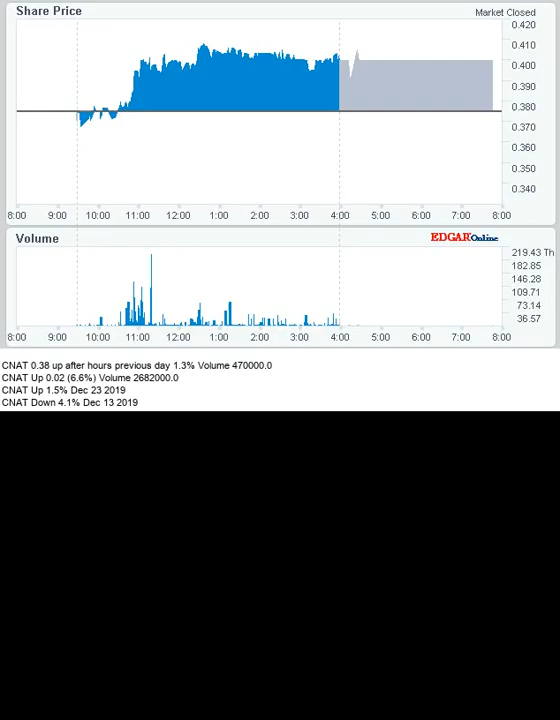 Share Price
Market Closed
0.420
0.410
0.400
0.390
0.380
0.370
0.360
0.350
0.340
8:00 9:00 10:00 11:00 12:00 1:00 2:00 3:00 4:00 5:00 6:00 7:00 8:00
Volume
EDGAR Online
219.43 Th
182.85
146.28
109.71
73.14
36.57
8:00 9:00 10:00 11:00 12:00 1:00 2:00 3:00 4:00 5:00 6:00 7:00 8:00
CNAT 0.38 up after hours previous day 1.3% Volume 470000.0
CNAT Up 0.02 (6.6%) Volume 2682000.0
CNAT Up 1.5% Dec 23 2019
CNAT Down 4.1% Dec 13 2019